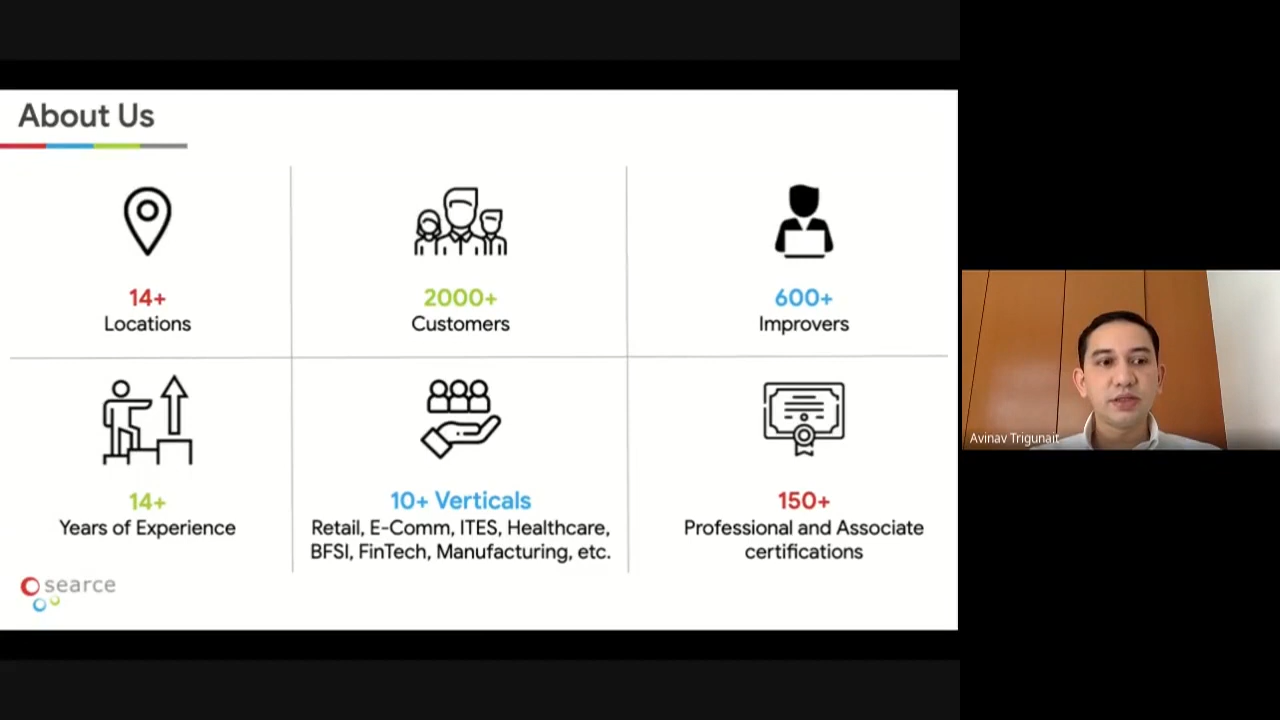 About Us
14+
Locations
2000+
Customers
600+
Improvers
14+
Years of Experience
10+ Verticals
Retail, E-Comm, ITES, Healthcare,
BFSI, FinTech, Manufacturing, etc.
150+
Professional and Associate
certifications
searce
Avinav Trigunait